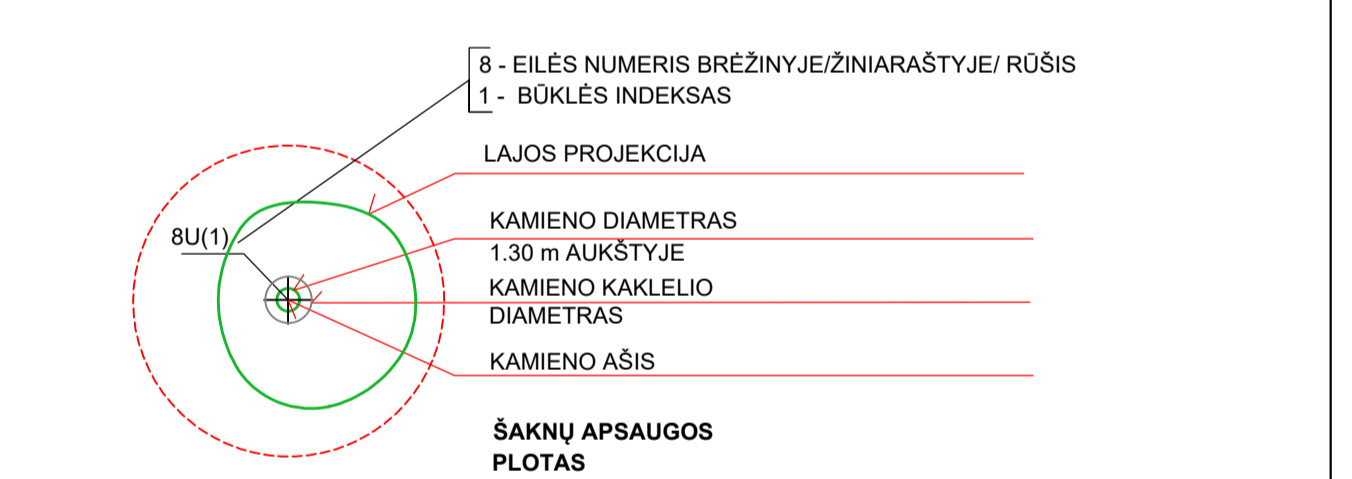 8 - EILĖS NUMERIS BRĖŽINYJE/ŽINIARAŠTYJE/ RŪŠIS
1 - BŪKLĖS INDEKSAS
LAJOS PROJEKCIJA
8U(1)
KAMIENO DIAMETRAS
1.30 m AUKŠTYJE
KAMIENO KAKLELIO
DIAMETRAS
KAMIENO AŠIS
ŠAKNŲ APSAUGOS
PLOTAS